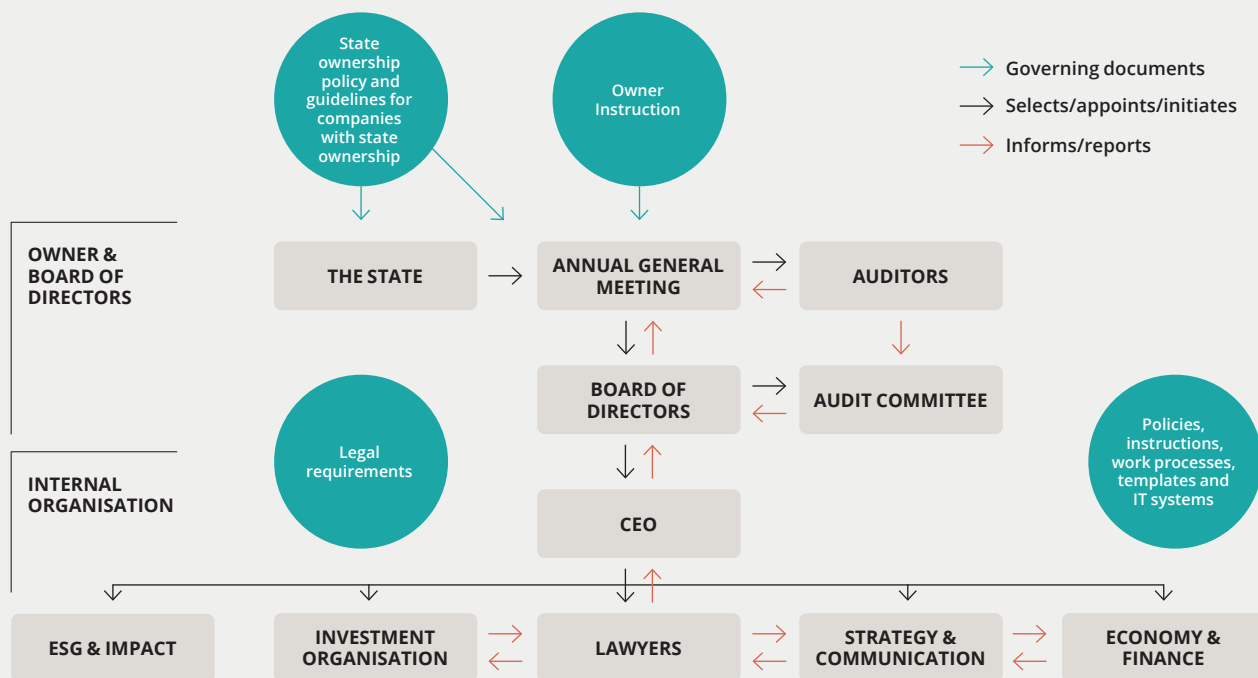 State
ownership
policy and
guidelines for
companies
with state
ownership
Owner
Instruction
Governing documents
Selects/appoints/initiates
Informs/reports
OWNER &
BOARD OF
DIRECTORS
THE STATE
ANNUAL GENERAL
MEETING
AUDITORS
BOARD OF
DIRECTORS
AUDIT COMMITTEE
Legal
requirements
Policies,
instructions,
work processes,
templates and
IT systems
INTERNAL
ORGANISATION
CEO
ESG & IMPACT
INVESTMENT
ORGANISATION
LAWYERS
STRATEGY &
COMMUNICATION
ECONOMY &
FINANCE